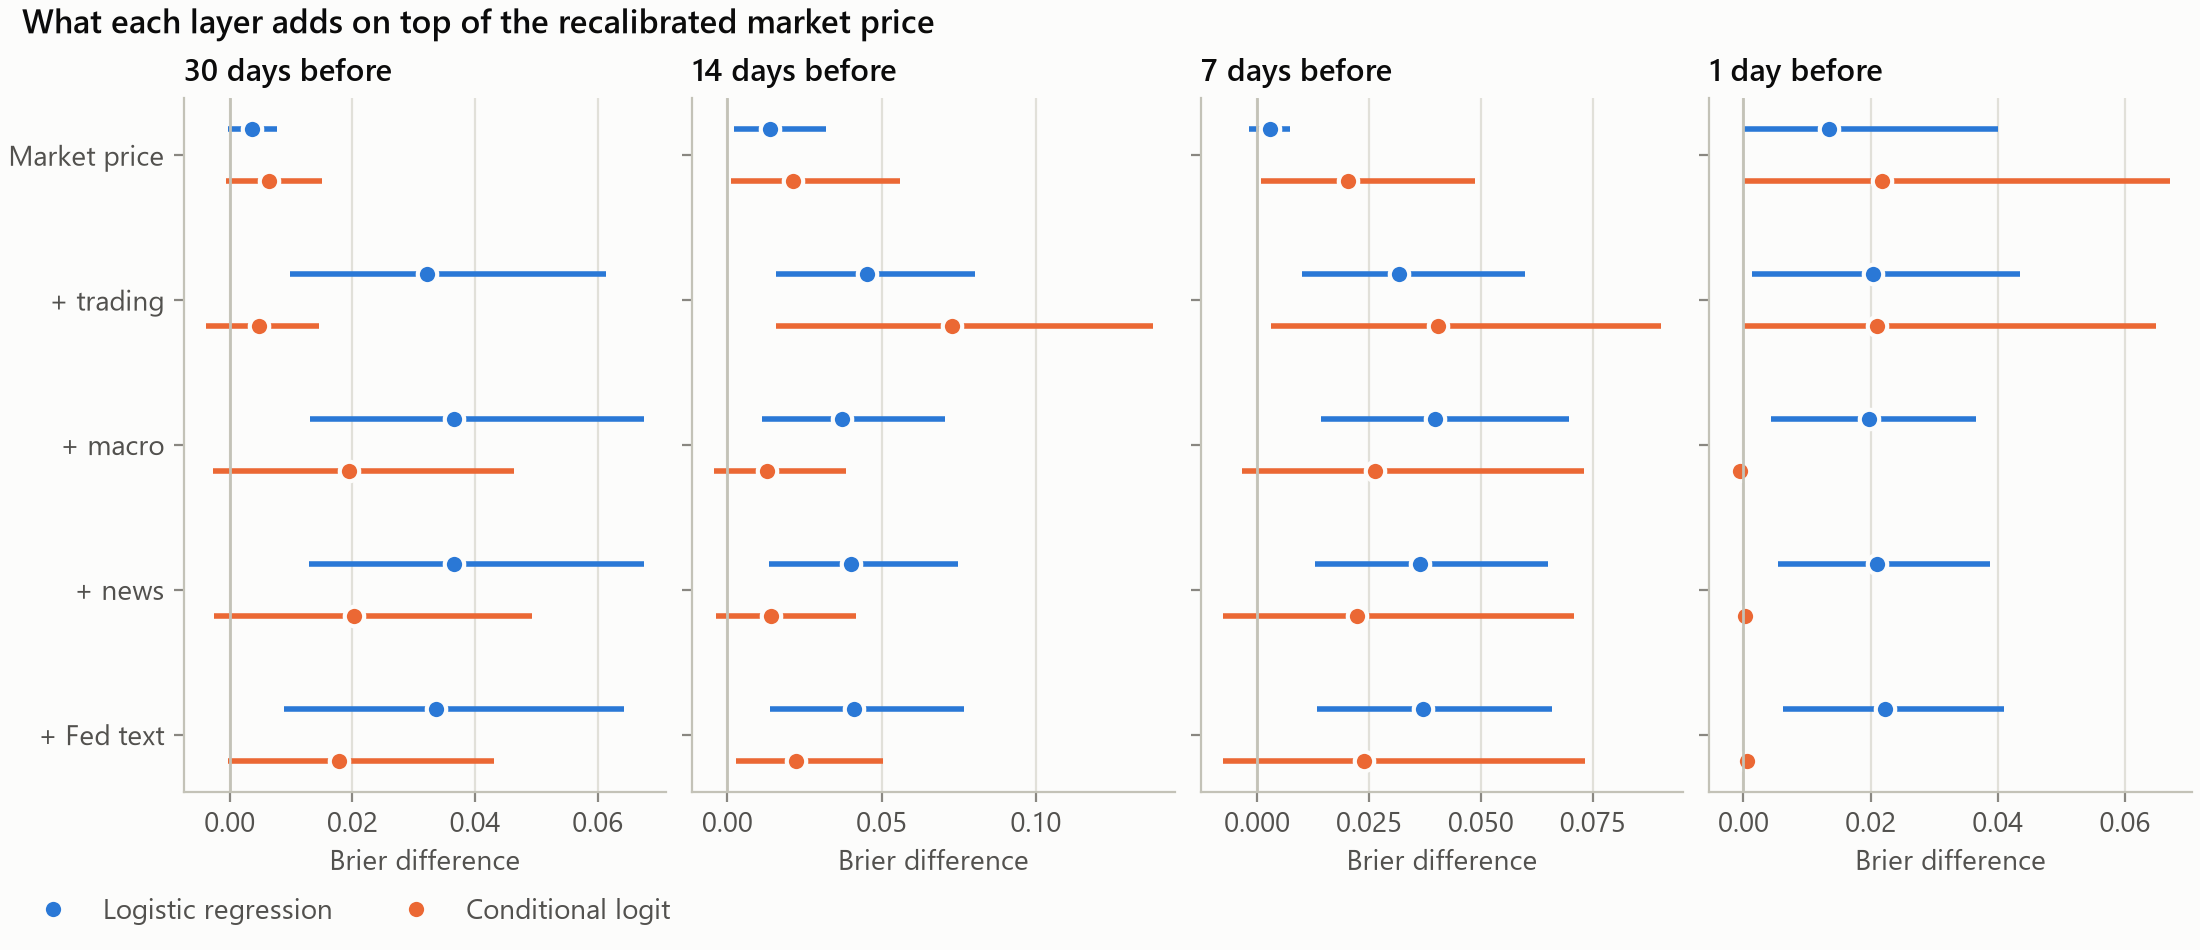 What each layer adds on top of the recalibrated market price
30 days before
14 days before
7 days before
1 day before
Market price
+ trading
+ macro
+ news
+ Fed text
0.00 0.02 0.04 0.06
0.00 0.05 0.10
0.000 0.025 0.050 0.075
0.00 0.02 0.04 0.06
Brier difference
Brier difference
Brier difference
Brier difference
Logistic regression
Conditional logit